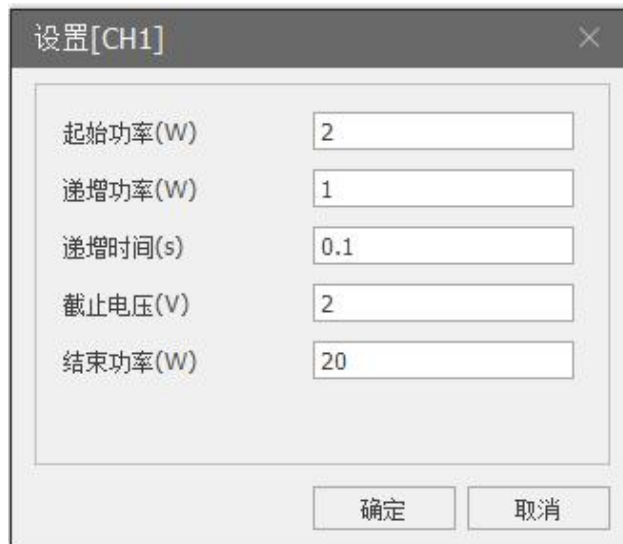 设置[CH1]
起始功率(W) 2
递增功率(W) 1
递增时间(s) 0.1
截止电压(V) 2
结束功率(W) 20
确定 取消